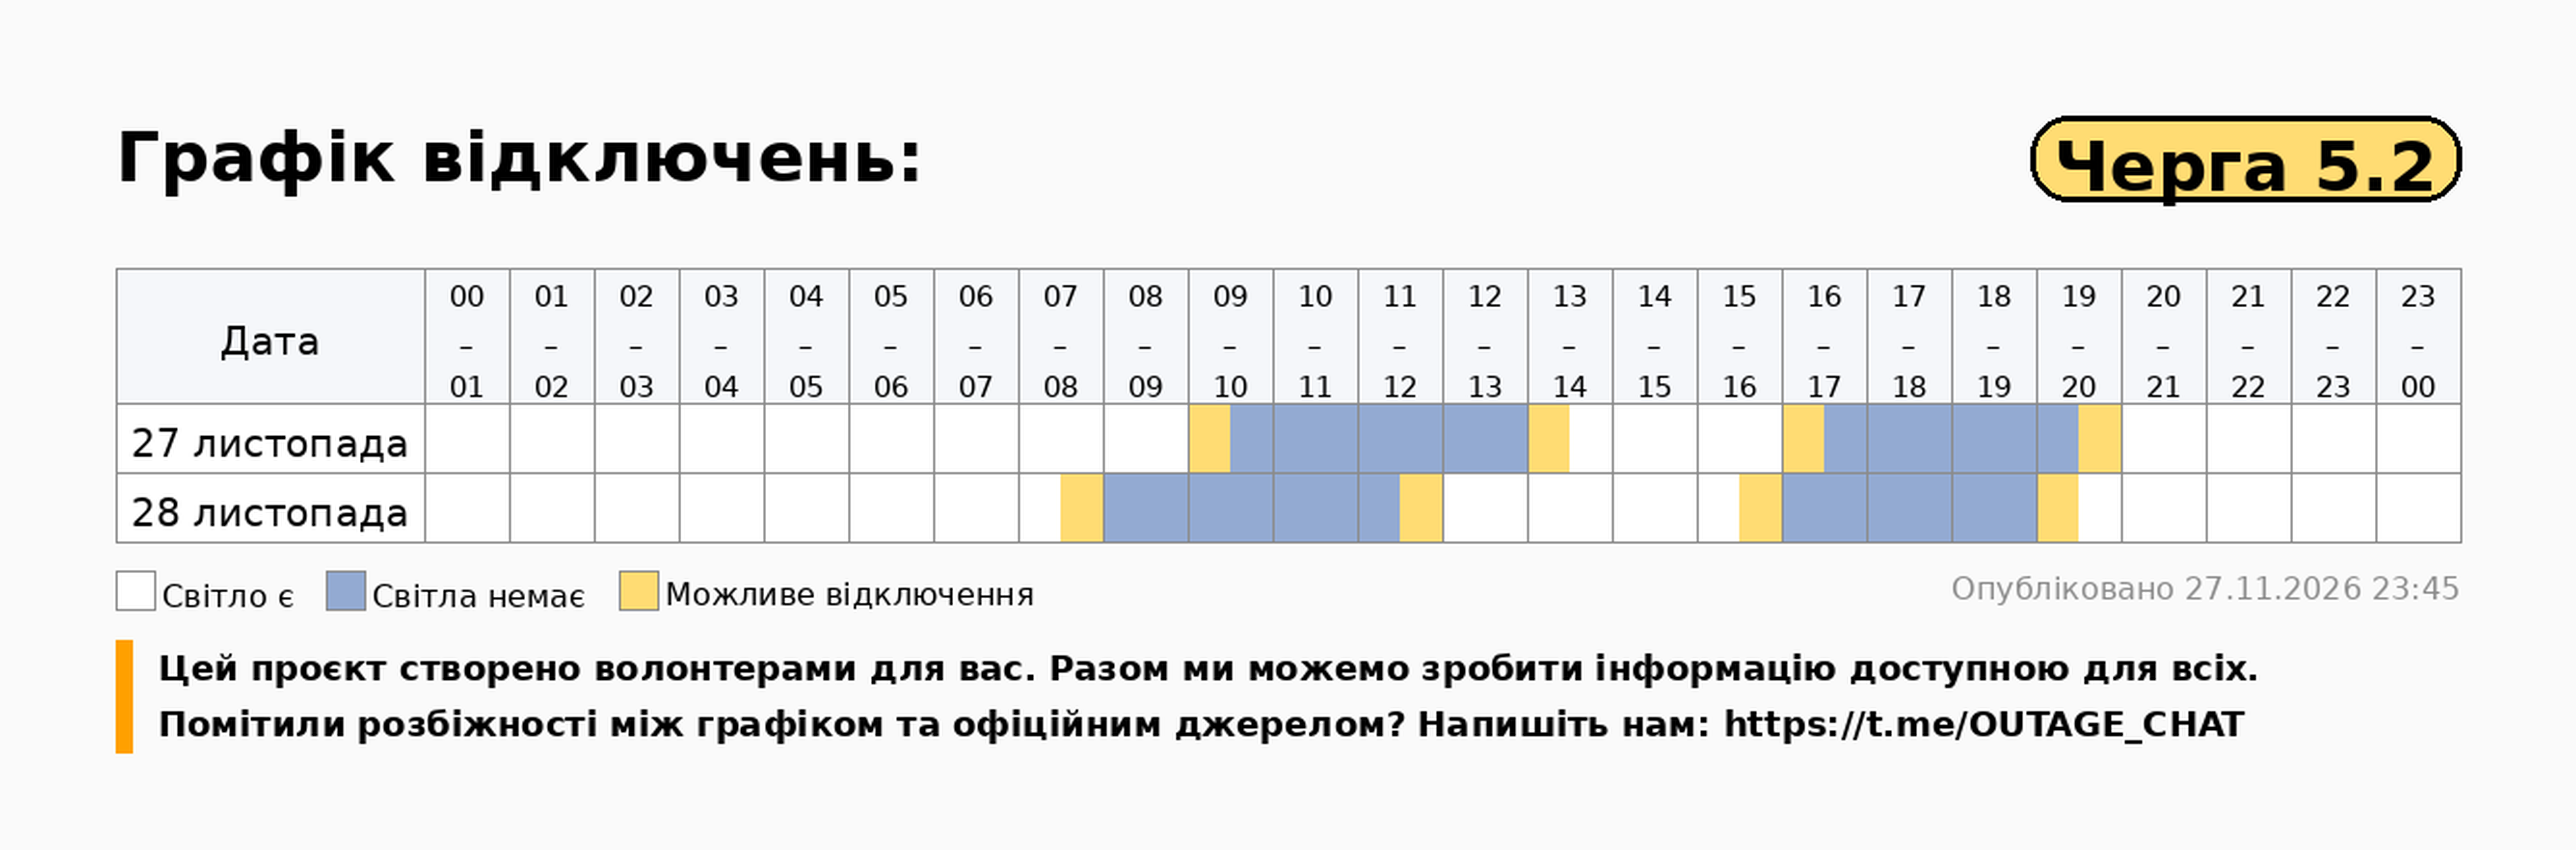 Графік відключень:
Черга 5.2
Дата 00 – 01 01 – 02 02 – 03 03 – 04 04 – 05 05 – 06 06 – 07 07 – 08 08 – 09 09 – 10 10 – 11 11 – 12 12 – 13 13 – 14 14 – 15 15 – 16 16 – 17 17 – 18 18 – 19 19 – 20 20 – 21 21 – 22 22 – 23 23 – 00
27 листопада
28 листопада
Світло є Світла немає Можливе відключення
Опубліковано 27.11.2026 23:45
Цей проєкт створено волонтерами для вас. Разом ми можемо зробити інформацію доступною для всіх.
Помітили розбіжності між графіком та офіційним джерелом? Напишіть нам: https://t.me/OUTAGE_CHAT